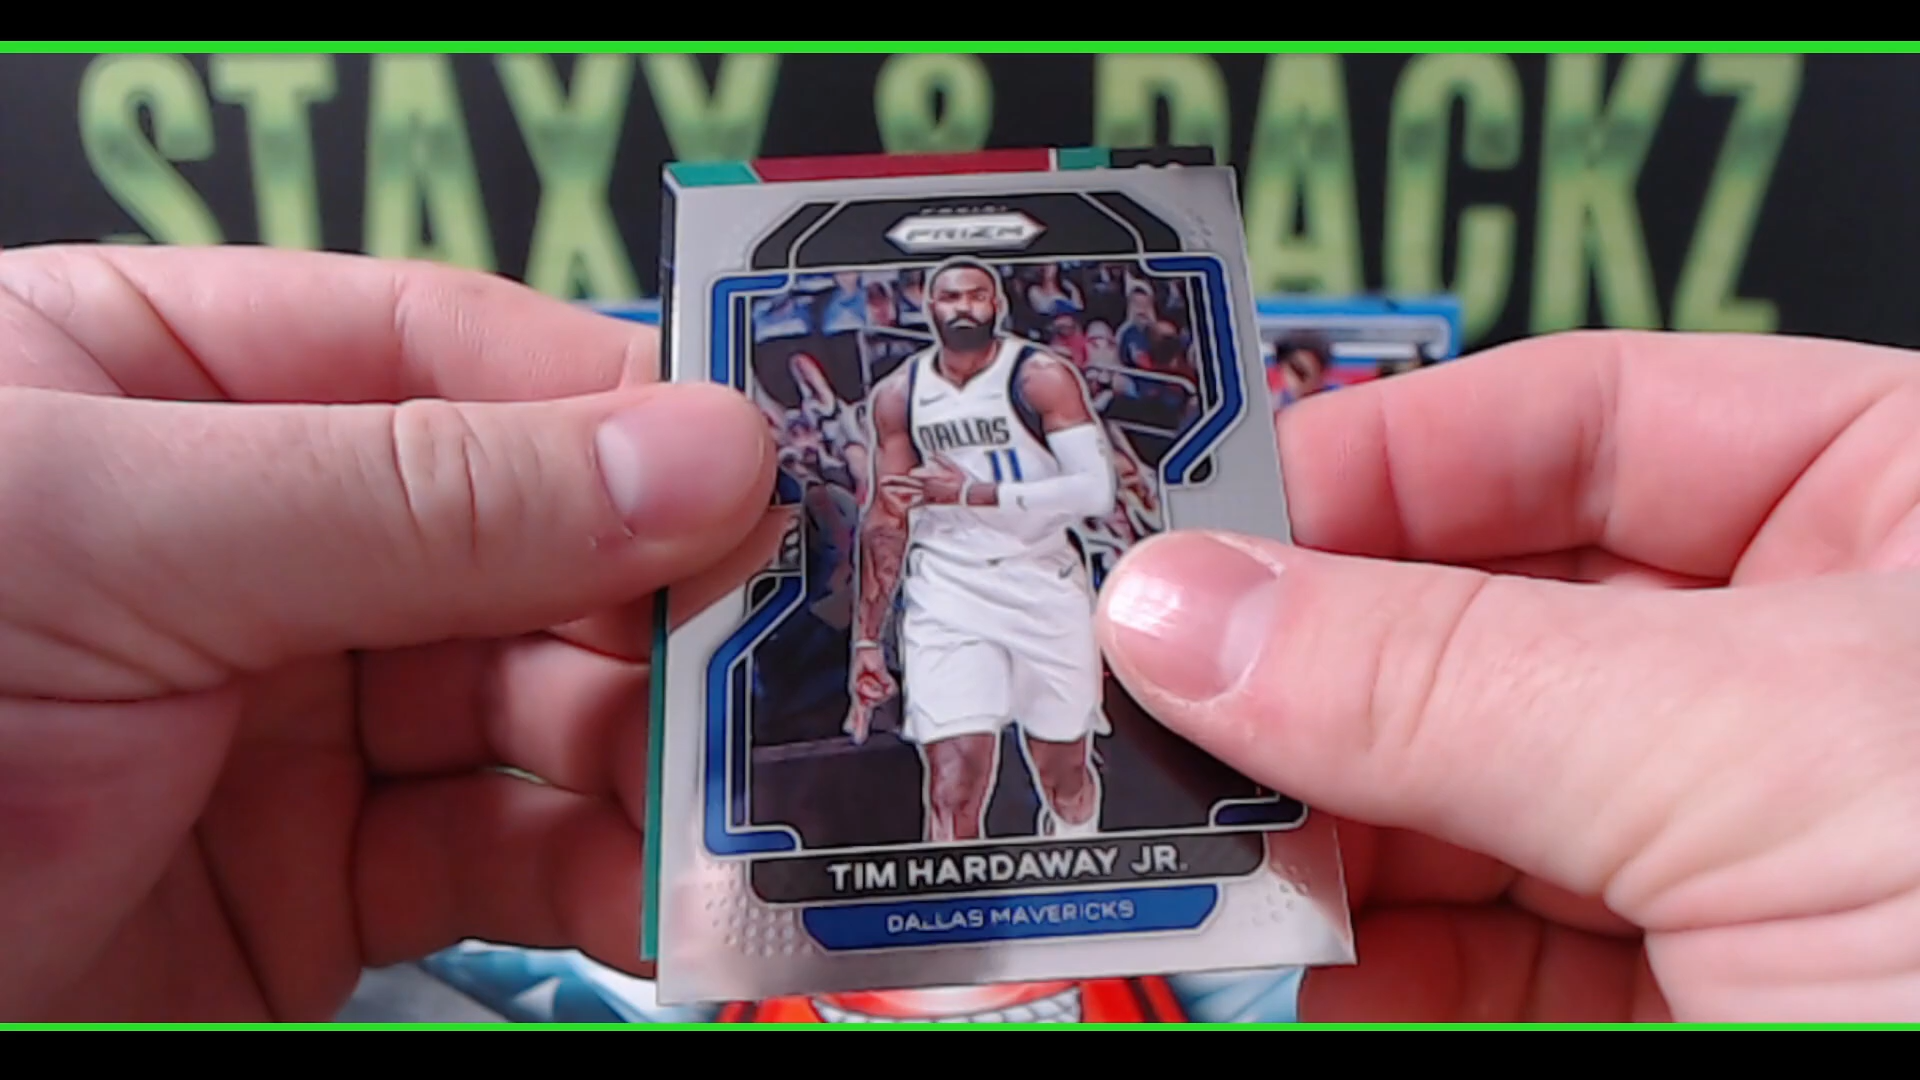 STAXX & PACKZ
PANINI
PRIZM
DALLAS
11
TIM HARDAWAY JR.
DALLAS MAVERICKS